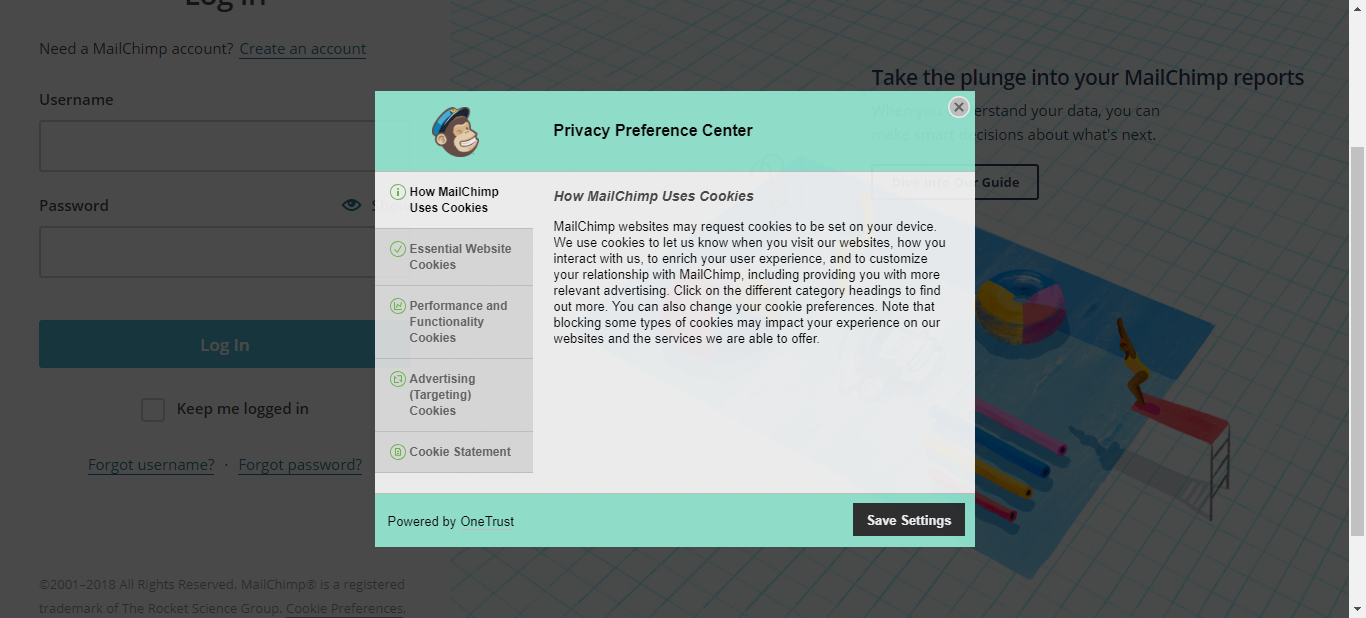 Log In
Need a MailChimp account? Create an account
Username
Password
Log In
Keep me logged in
Forgot username? · Forgot password?
©2001–2018 All Rights Reserved. MailChimp® is a registered
trademark of The Rocket Science Group. Cookie Preferences,
Take the plunge into your MailChimp reports
When you understand your data, you can
make smart decisions about what's next.
Dive Into Our Guide
Privacy Preference Center
How MailChimp
Uses Cookies
Essential Website
Cookies
Performance and
Functionality
Cookies
Advertising
(Targeting)
Cookies
Cookie Statement
How MailChimp Uses Cookies
MailChimp websites may request cookies to be set on your device.
We use cookies to let us know when you visit our websites, how you
interact with us, to enrich your user experience, and to customize
your relationship with MailChimp, including providing you with more
relevant advertising. Click on the different category headings to find
out more. You can also change your cookie preferences. Note that
blocking some types of cookies may impact your experience on our
websites and the services we are able to offer.
Powered by OneTrust
Save Settings